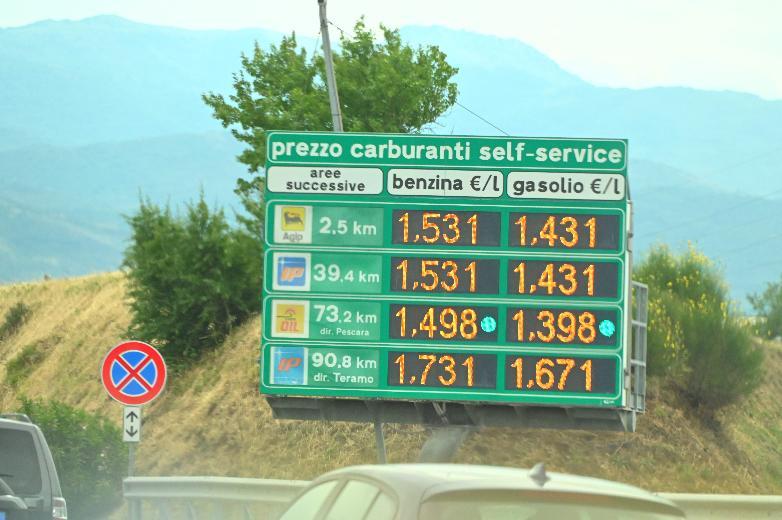 prezzo carburanti self-service
aree successive benzina €/l gasolio €/l
Agip 2,5 km 1,531 1,431
IP 39,4 km 1,531 1,431
OIL 73,2 km dir. Pescara 1,498 1,398
IP 90.8 km dir. Teramo 1,731 1,671